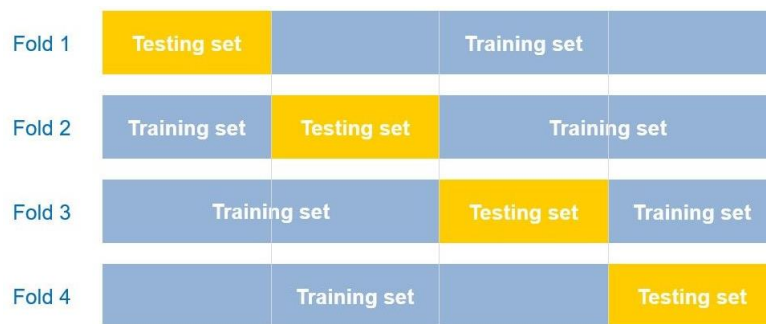 Fold 1 Testing set Training set
Fold 2 Training set Testing set Training set
Fold 3 Training set Testing set Training set
Fold 4 Training set Testing set